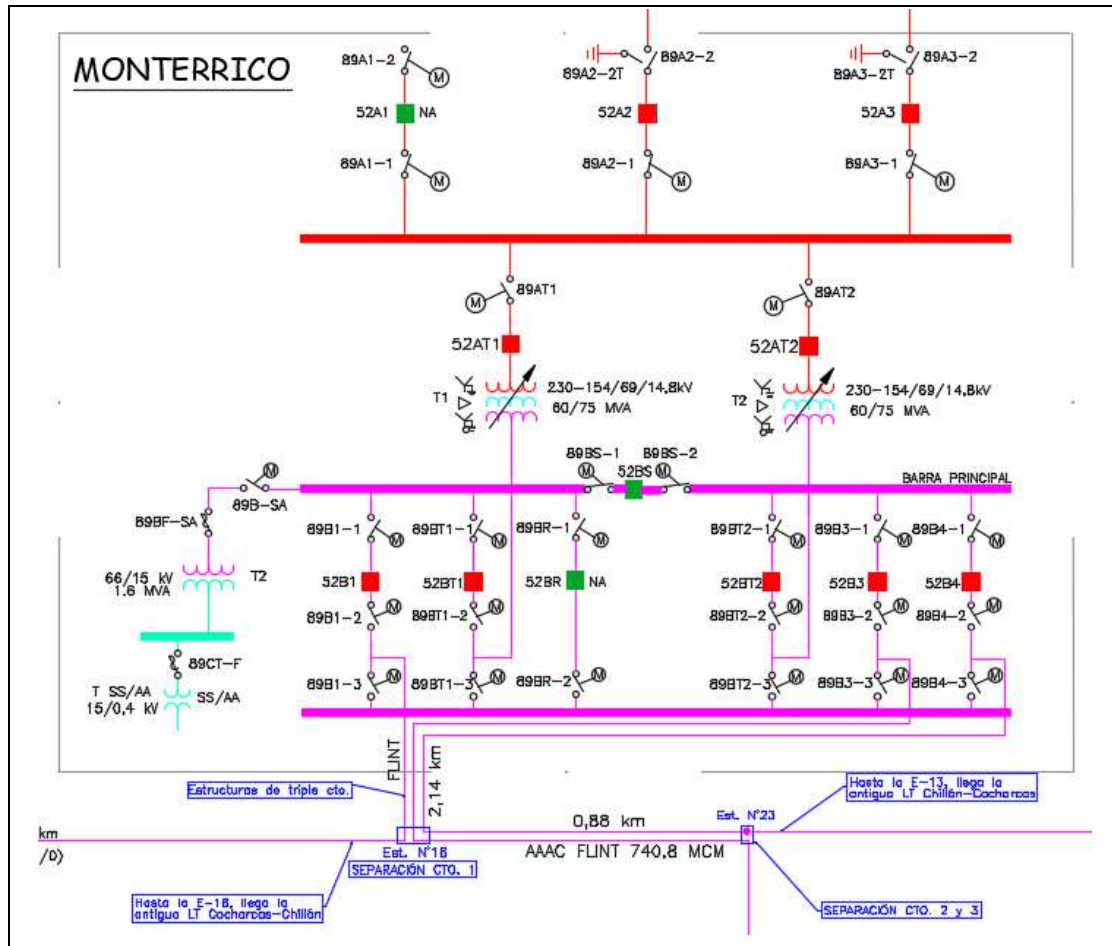 MONTERRICO
89A1-2
M
52A1
NA
89A1-1
M
89A2-2
89A2-2T
52A2
89A2-1
M
89A3-2
89A3-2T
52A3
89A3-1
M
89AT1
M
52AT1
T1
230-154/69/14.8kV
60/75 MVA
89AT2
M
52AT2
T2
230-154/69/14.8kV
60/75 MVA
M
89B-SA
89BF-SA
66/15 kV
1.6 MVA
T2
89CT-F
T SS/AA
15/0,4 kV
SS/AA
89BS-1
M
52BS
89BS-2
M
BARRA PRINCIPAL
89B1-1
M
89BT1-1
M
89BR-1
M
89BT2-1
M
89B3-1
M
89B4-1
M
52B1
52BT1
52BR
NA
52BT2
52B3
52B4
89B1-2
M
89BT1-2
M
89BT2-2
M
89B3-2
M
89B4-2
M
89B1-3
M
89BT1-3
M
89BR-2
M
89BT2-3
M
89B3-3
M
89B4-3
M
FLINT
2,14 km
Estructuras de triple cto.
Hasta la E-13, llega la
antigua LT Chillán-Cocharcas
km
/D)
0,88 km
Est. N°23
Est. N°16
AAAC FLINT 740.8 MCM
SEPARACIÓN CTO. 1
Hasta la E-16, llega la
antigua LT Cocharcas-Chillán
SEPARACIÓN CTO. 2 y 3